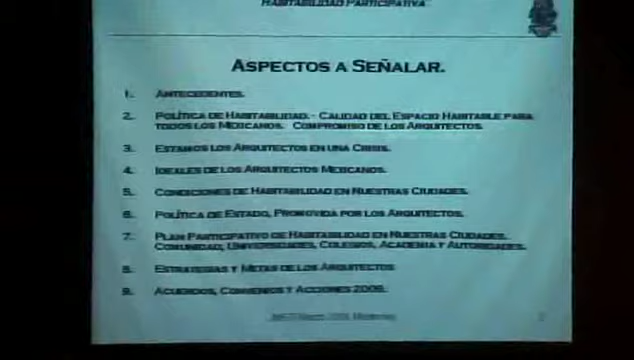 HABITABILIDAD PARTICIPATIVA
ASPECTOS A SEÑALAR.
1. ANTECEDENTES.
2. POLÍTICA DE HABITABILIDAD.- CALIDAD DEL ESPACIO HABITABLE PARA
TODOS LOS MEXICANOS. COMPROMISO DE LOS ARQUITECTOS.
3. ESTAMOS LOS ARQUITECTOS EN UNA CRISIS.
4. IDEALES DE LOS ARQUITECTOS MEXICANOS.
5. CONDICIONES DE HABITABILIDAD EN NUESTRAS CIUDADES.
6. POLÍTICA DE ESTADO, PROMOVIDA POR LOS ARQUITECTOS.
7. PLAN PARTICIPATIVO DE HABITABILIDAD EN NUESTRAS CIUDADES.
COMUNIDAD, UNIVERSIDADES, COLEGIOS, ACADEMIA Y AUTORIDADES.
8. ESTRATEGIAS Y METAS DE LOS ARQUITECTOS
9. ACUERDOS, CONVENIOS Y ACCIONES 2009.